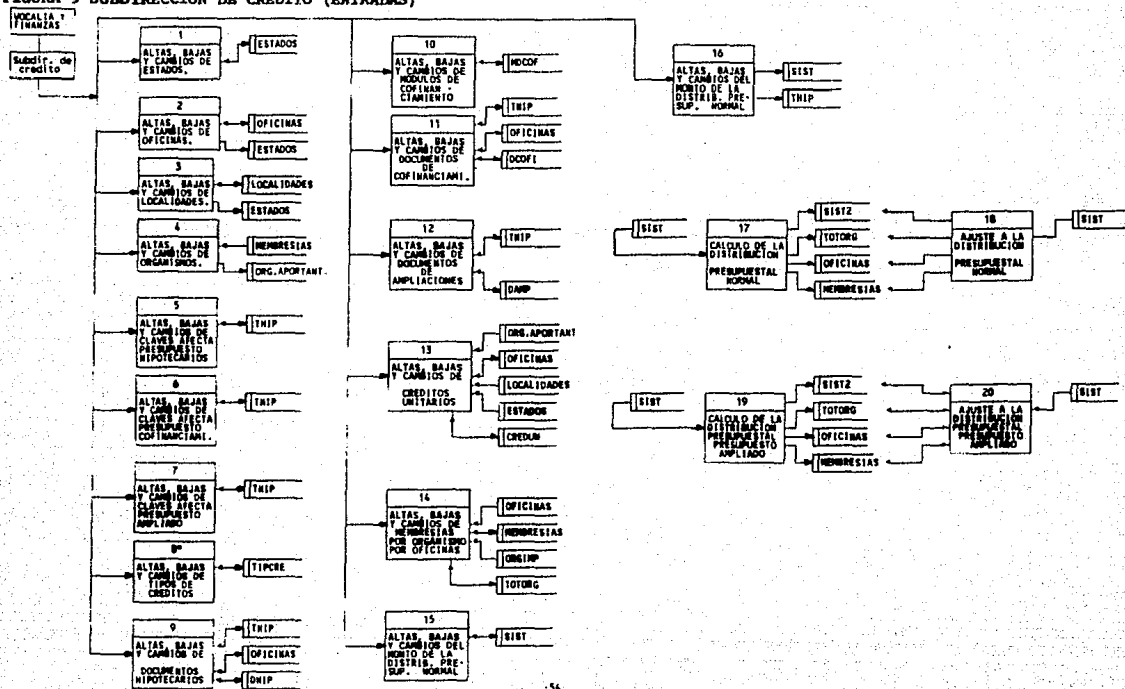 SUBDIRECCION DE CREDITO (ENTRADAS)
VOCALIA Y
FINANZAS
Subdir. de
crédito
1
ALTAS, BAJAS
Y CAMBIOS DE
ESTADOS.
ESTADOS
2
ALTAS, BAJAS
Y CAMBIOS DE
OFICINAS.
OFICINAS
ESTADOS
3
ALTAS, BAJAS
Y CAMBIOS DE
LOCALIDADES.
LOCALIDADES
ESTADOS
4
ALTAS, BAJAS
Y CAMBIOS DE
ORGANISMOS.
MEMBRESIAS
ORG.APORTANT.
5
ALTAS, BAJAS
Y CAMBIOS DE
CLAVES AFECTA
PRESUPUESTO
HIPOTECARIOS
THIP
6
ALTAS, BAJAS
Y CAMBIOS DE
CLAVES AFECTA
PRESUPUESTO
COFINANCIAMI.
THIP
7
ALTAS, BAJAS
Y CAMBIOS DE
CLAVES AFECTA
PRESUPUESTO
AMPLIADO
THIP
ALTAS, BAJAS
Y CAMBIOS DE
TIPOS DE
CREDITOS
TIPCRE
9
ALTAS, BAJAS
Y CAMBIOS DE
DOCUMENTOS
HIPOTECARIOS
THIP
OFICINAS
DHIP
10
ALTAS, BAJAS
Y CAMBIOS DE
MODULOS DE
COFINAN -
CIAMIENTO
MDCOF
11
ALTAS, BAJAS
Y CAMBIOS DE
DOCUMENTOS
DE
COFINANCIAMI.
THIP
OFICINAS
DCOFI
12
ALTAS, BAJAS
Y CAMBIOS DE
DOCUMENTOS
DE
AMPLIACIONES
THIP
DAMP
13
ALTAS, BAJAS
Y CAMBIOS DE
CREDITOS
UNITARIOS
ORG.APORTANT
OFICINAS
LOCALIDADES
ESTADOS
CREDUN
14
ALTAS, BAJAS
Y CAMBIOS DE
MEMBRESIAS
POR ORGANISMO
POR OFICINAS
OFICINAS
MEMBRESIAS
ORGIMP
TOTORG
15
ALTAS, BAJAS
Y CAMBIOS DEL
MONTO DE LA
DISTRIB. PRE-
SUP. NORMAL
SIST
16
ALTAS, BAJAS
Y CAMBIOS DEL
MONTO DE LA
DISTRIB. PRE-
SUP. NORMAL
SIST
THIP
SIST
17
CALCULO DE LA
DISTRIBUCION
PRESUPUESTAL
NORMAL
SIST2
TOTORG
OFICINAS
MEMBRESIAS
18
AJUSTE A LA
DISTRIBUCION
PRESUPUESTAL
NORMAL
SIST
SIST
19
CALCULO DE LA
DISTRIBUCION
PRESUPUESTAL
PRESUPUESTO
AMPLIADO
SIST2
TOTORG
OFICINAS
MEMBRESIAS
20
AJUSTE A LA
DISTRIBUCION
PRESUPUESTAL
PRESUPUESTO
AMPLIADO
SIST
.54.